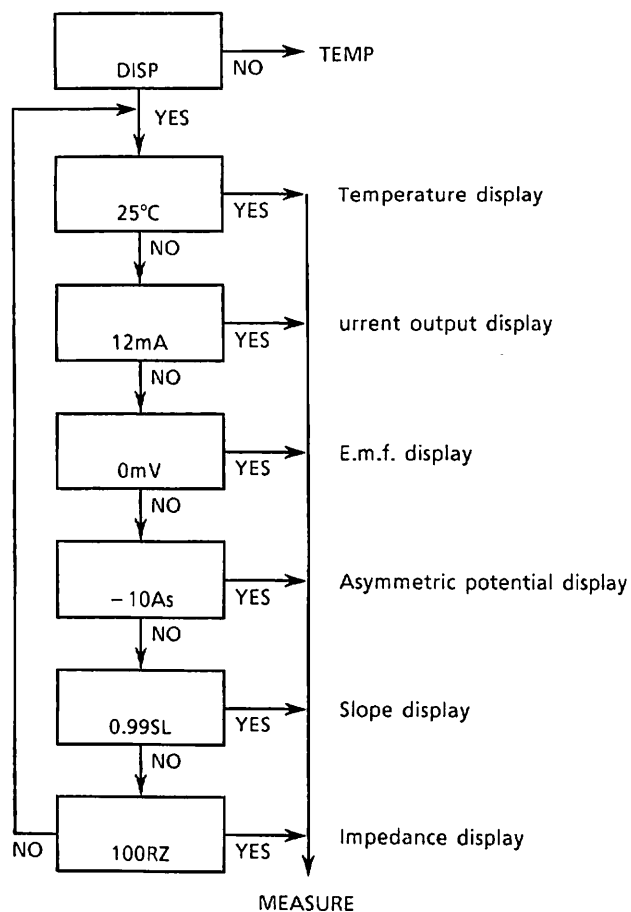 DISP
NO
TEMP
YES
25°C
YES
Temperature display
NO
12mA
YES
urrent output display
NO
0mV
YES
E.m.f. display
NO
– 10As
YES
Asymmetric potential display
NO
0.99SL
YES
Slope display
NO
NO
100RZ
YES
Impedance display
MEASURE